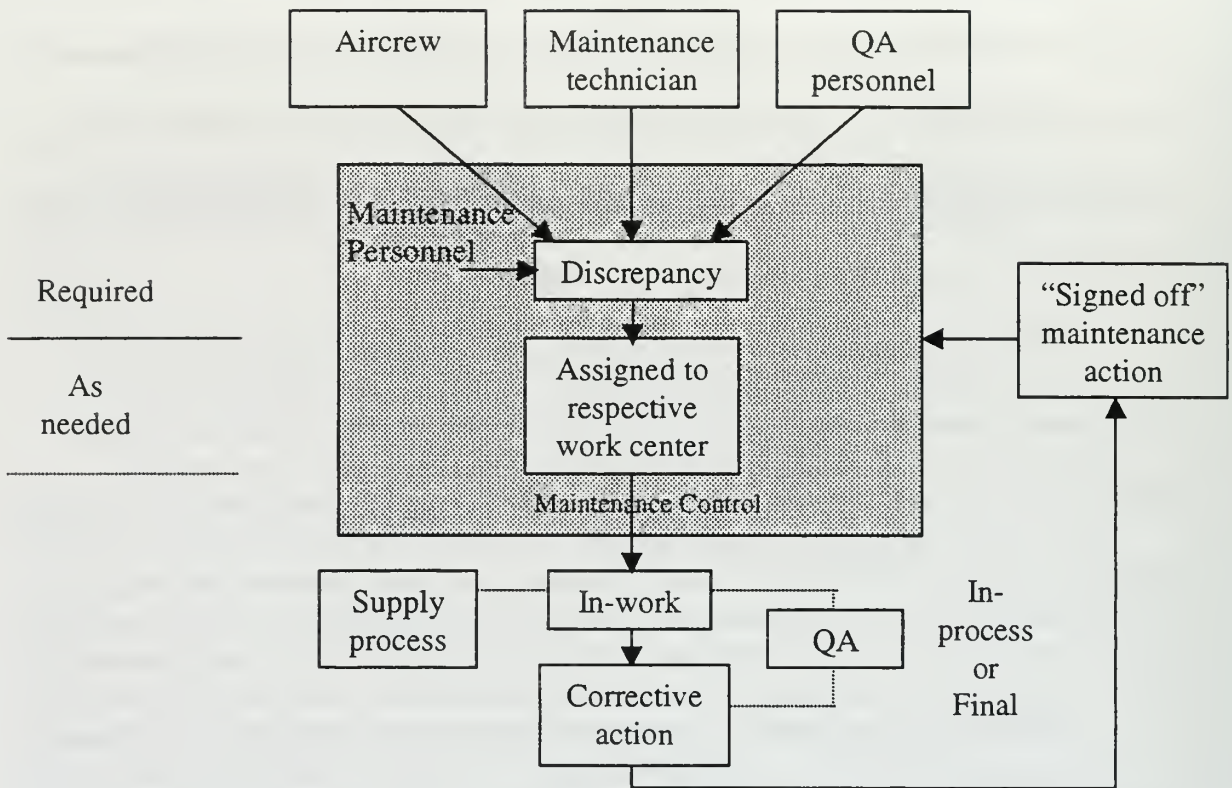 Aircrew
Maintenance
technician
QA
personnel
Maintenance
Personnel
Discrepancy
Required
"Signed off"
maintenance
action
Assigned to
respective
work center
As
needed
Maintenance Control
Supply
process
In-work
QA
In-
process
or
Final
Corrective
action